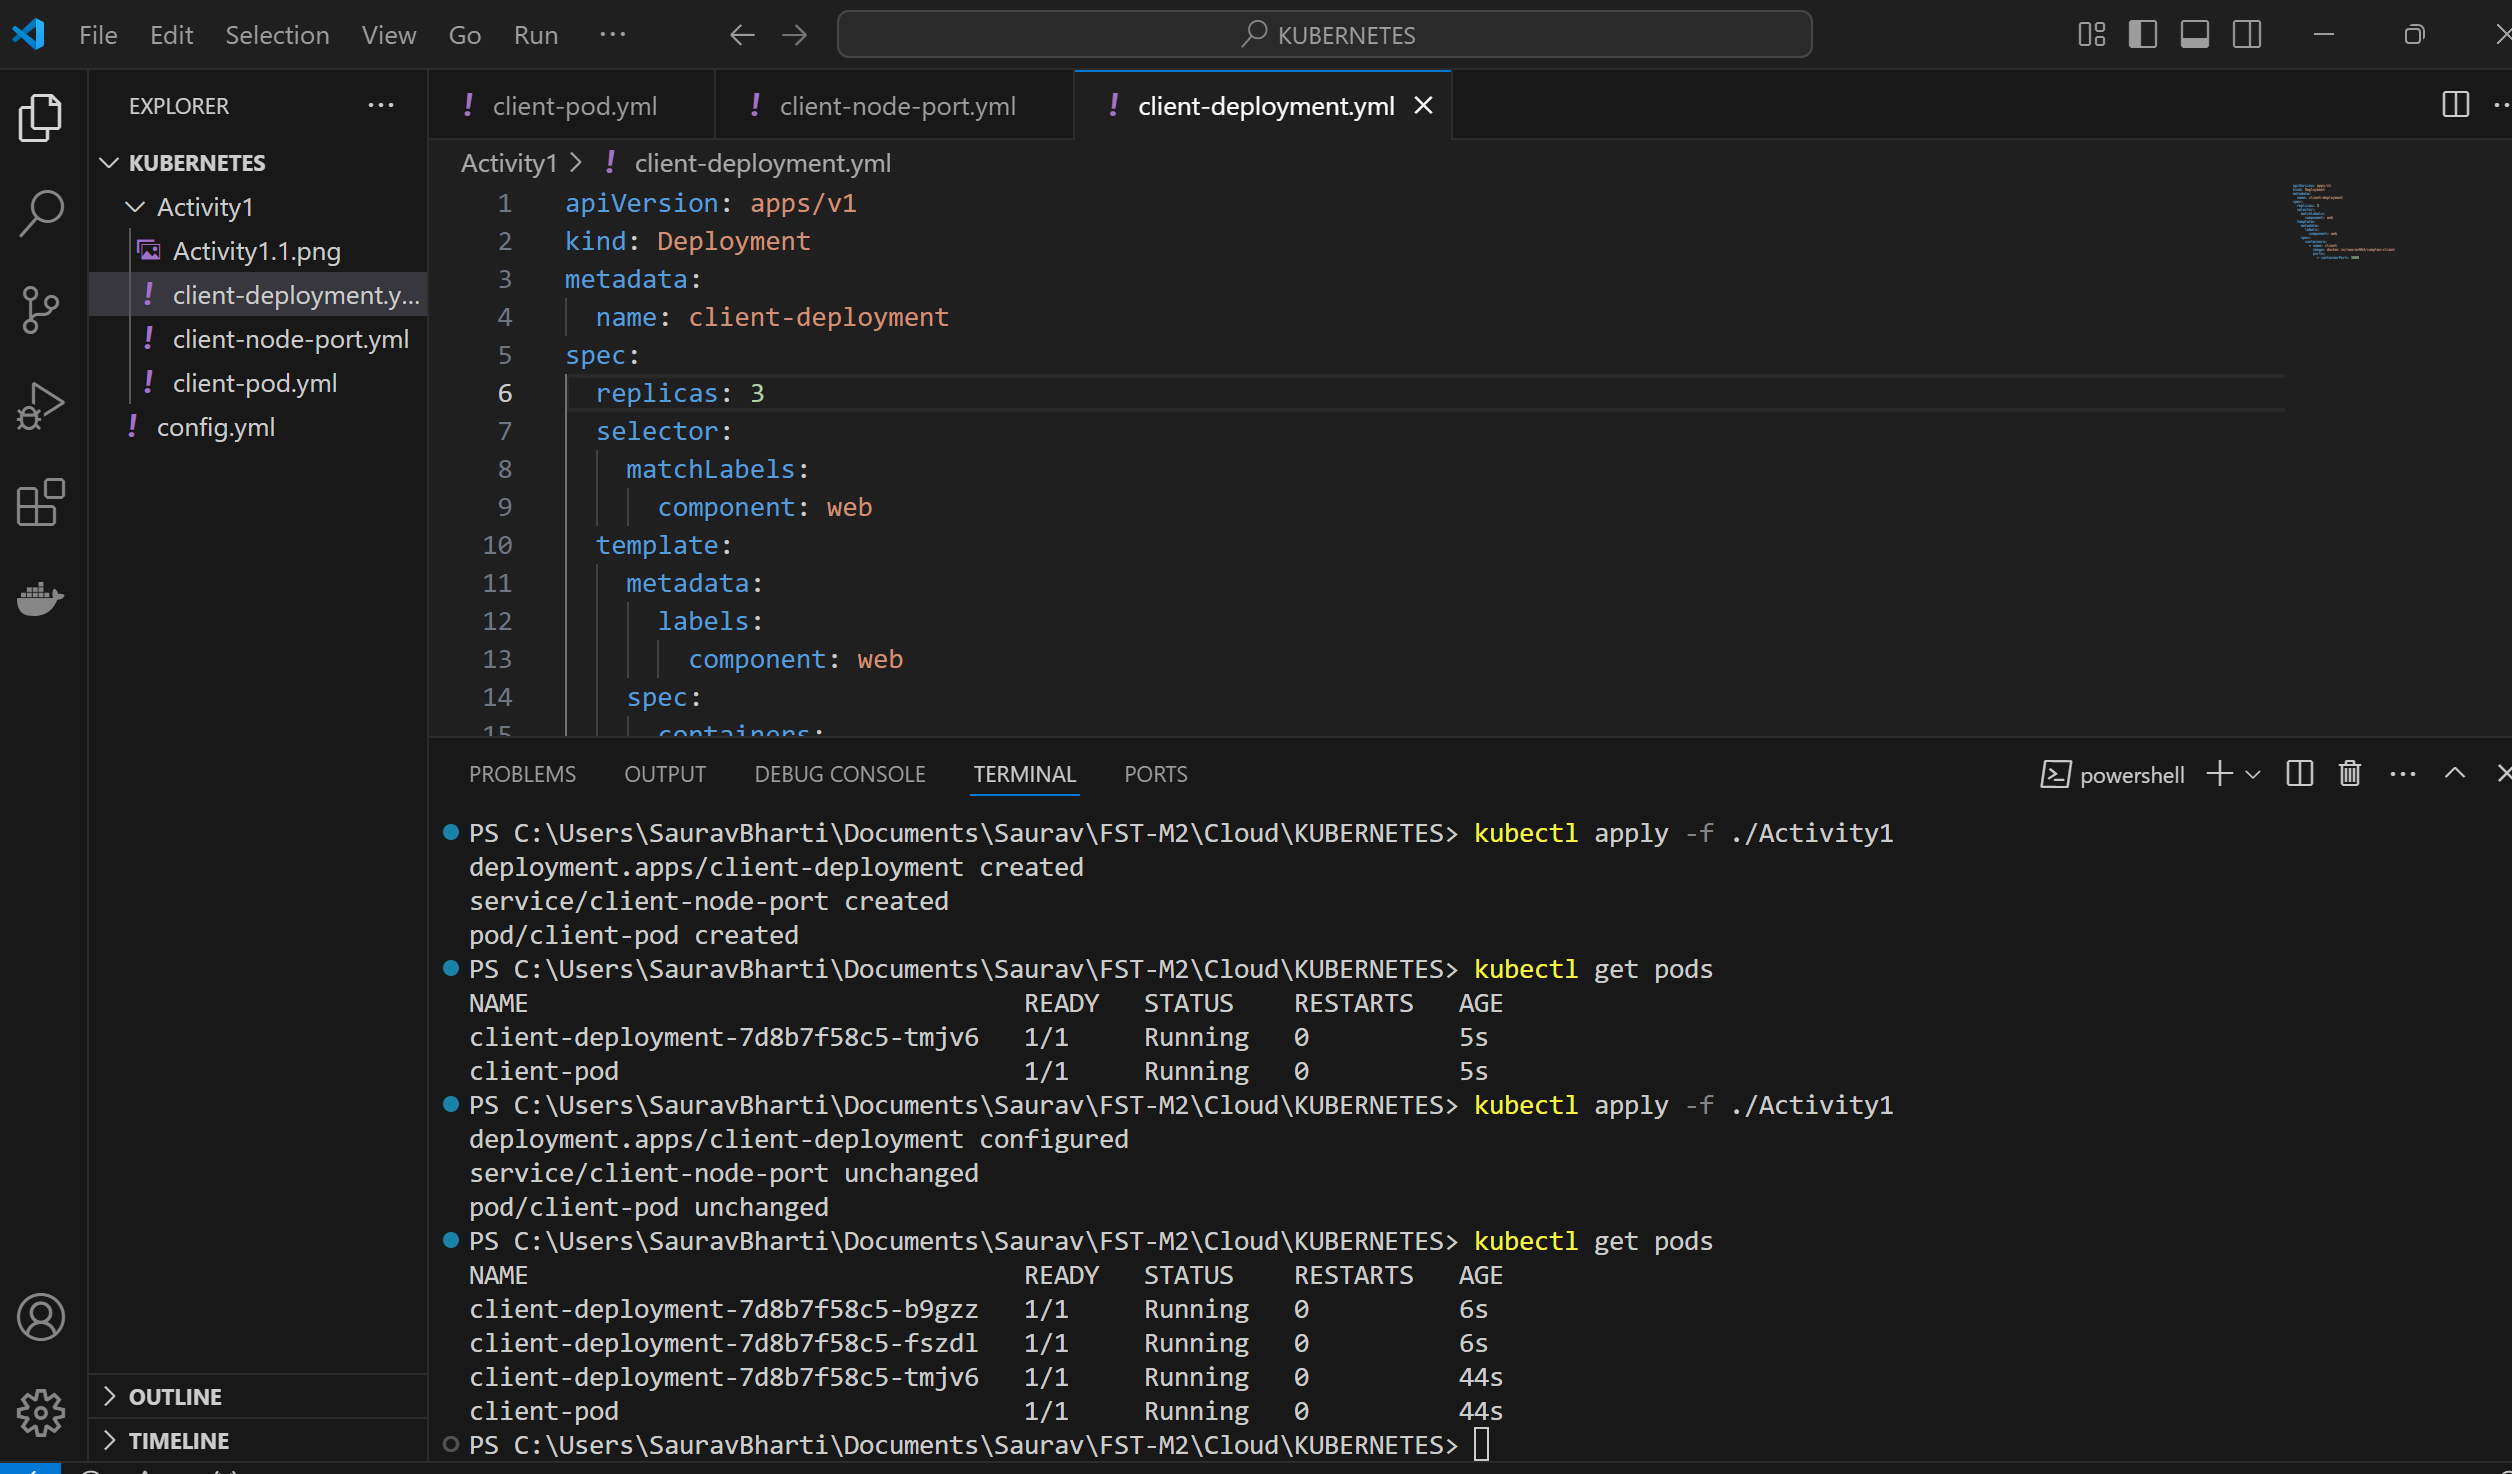 File Edit Selection View Go Run ···
KUBERNETES
EXPLORER ···
KUBERNETES
Activity1
Activity1.1.png
! client-deployment.y...
! client-node-port.yml
! client-pod.yml
! config.yml
OUTLINE
TIMELINE
! client-pod.yml ! client-node-port.yml ! client-deployment.yml
Activity1 > ! client-deployment.yml
1 apiVersion: apps/v1
2 kind: Deployment
3 metadata:
4 name: client-deployment
5 spec:
6 replicas: 3
7 selector:
8 matchLabels:
9 component: web
10 template:
11 metadata:
12 labels:
13 component: web
14 spec:
15 containers:
PROBLEMS OUTPUT DEBUG CONSOLE TERMINAL PORTS powershell
PS C:\Users\SauravBharti\Documents\Saurav\FST-M2\Cloud\KUBERNETES> kubectl apply -f ./Activity1
deployment.apps/client-deployment created
service/client-node-port created
pod/client-pod created
PS C:\Users\SauravBharti\Documents\Saurav\FST-M2\Cloud\KUBERNETES> kubectl get pods
NAME READY STATUS RESTARTS AGE
client-deployment-7d8b7f58c5-tmjv6 1/1 Running 0 5s
client-pod 1/1 Running 0 5s
PS C:\Users\SauravBharti\Documents\Saurav\FST-M2\Cloud\KUBERNETES> kubectl apply -f ./Activity1
deployment.apps/client-deployment configured
service/client-node-port unchanged
pod/client-pod unchanged
PS C:\Users\SauravBharti\Documents\Saurav\FST-M2\Cloud\KUBERNETES> kubectl get pods
NAME READY STATUS RESTARTS AGE
client-deployment-7d8b7f58c5-b9gzz 1/1 Running 0 6s
client-deployment-7d8b7f58c5-fszdl 1/1 Running 0 6s
client-deployment-7d8b7f58c5-tmjv6 1/1 Running 0 44s
client-pod 1/1 Running 0 44s
PS C:\Users\SauravBharti\Documents\Saurav\FST-M2\Cloud\KUBERNETES>